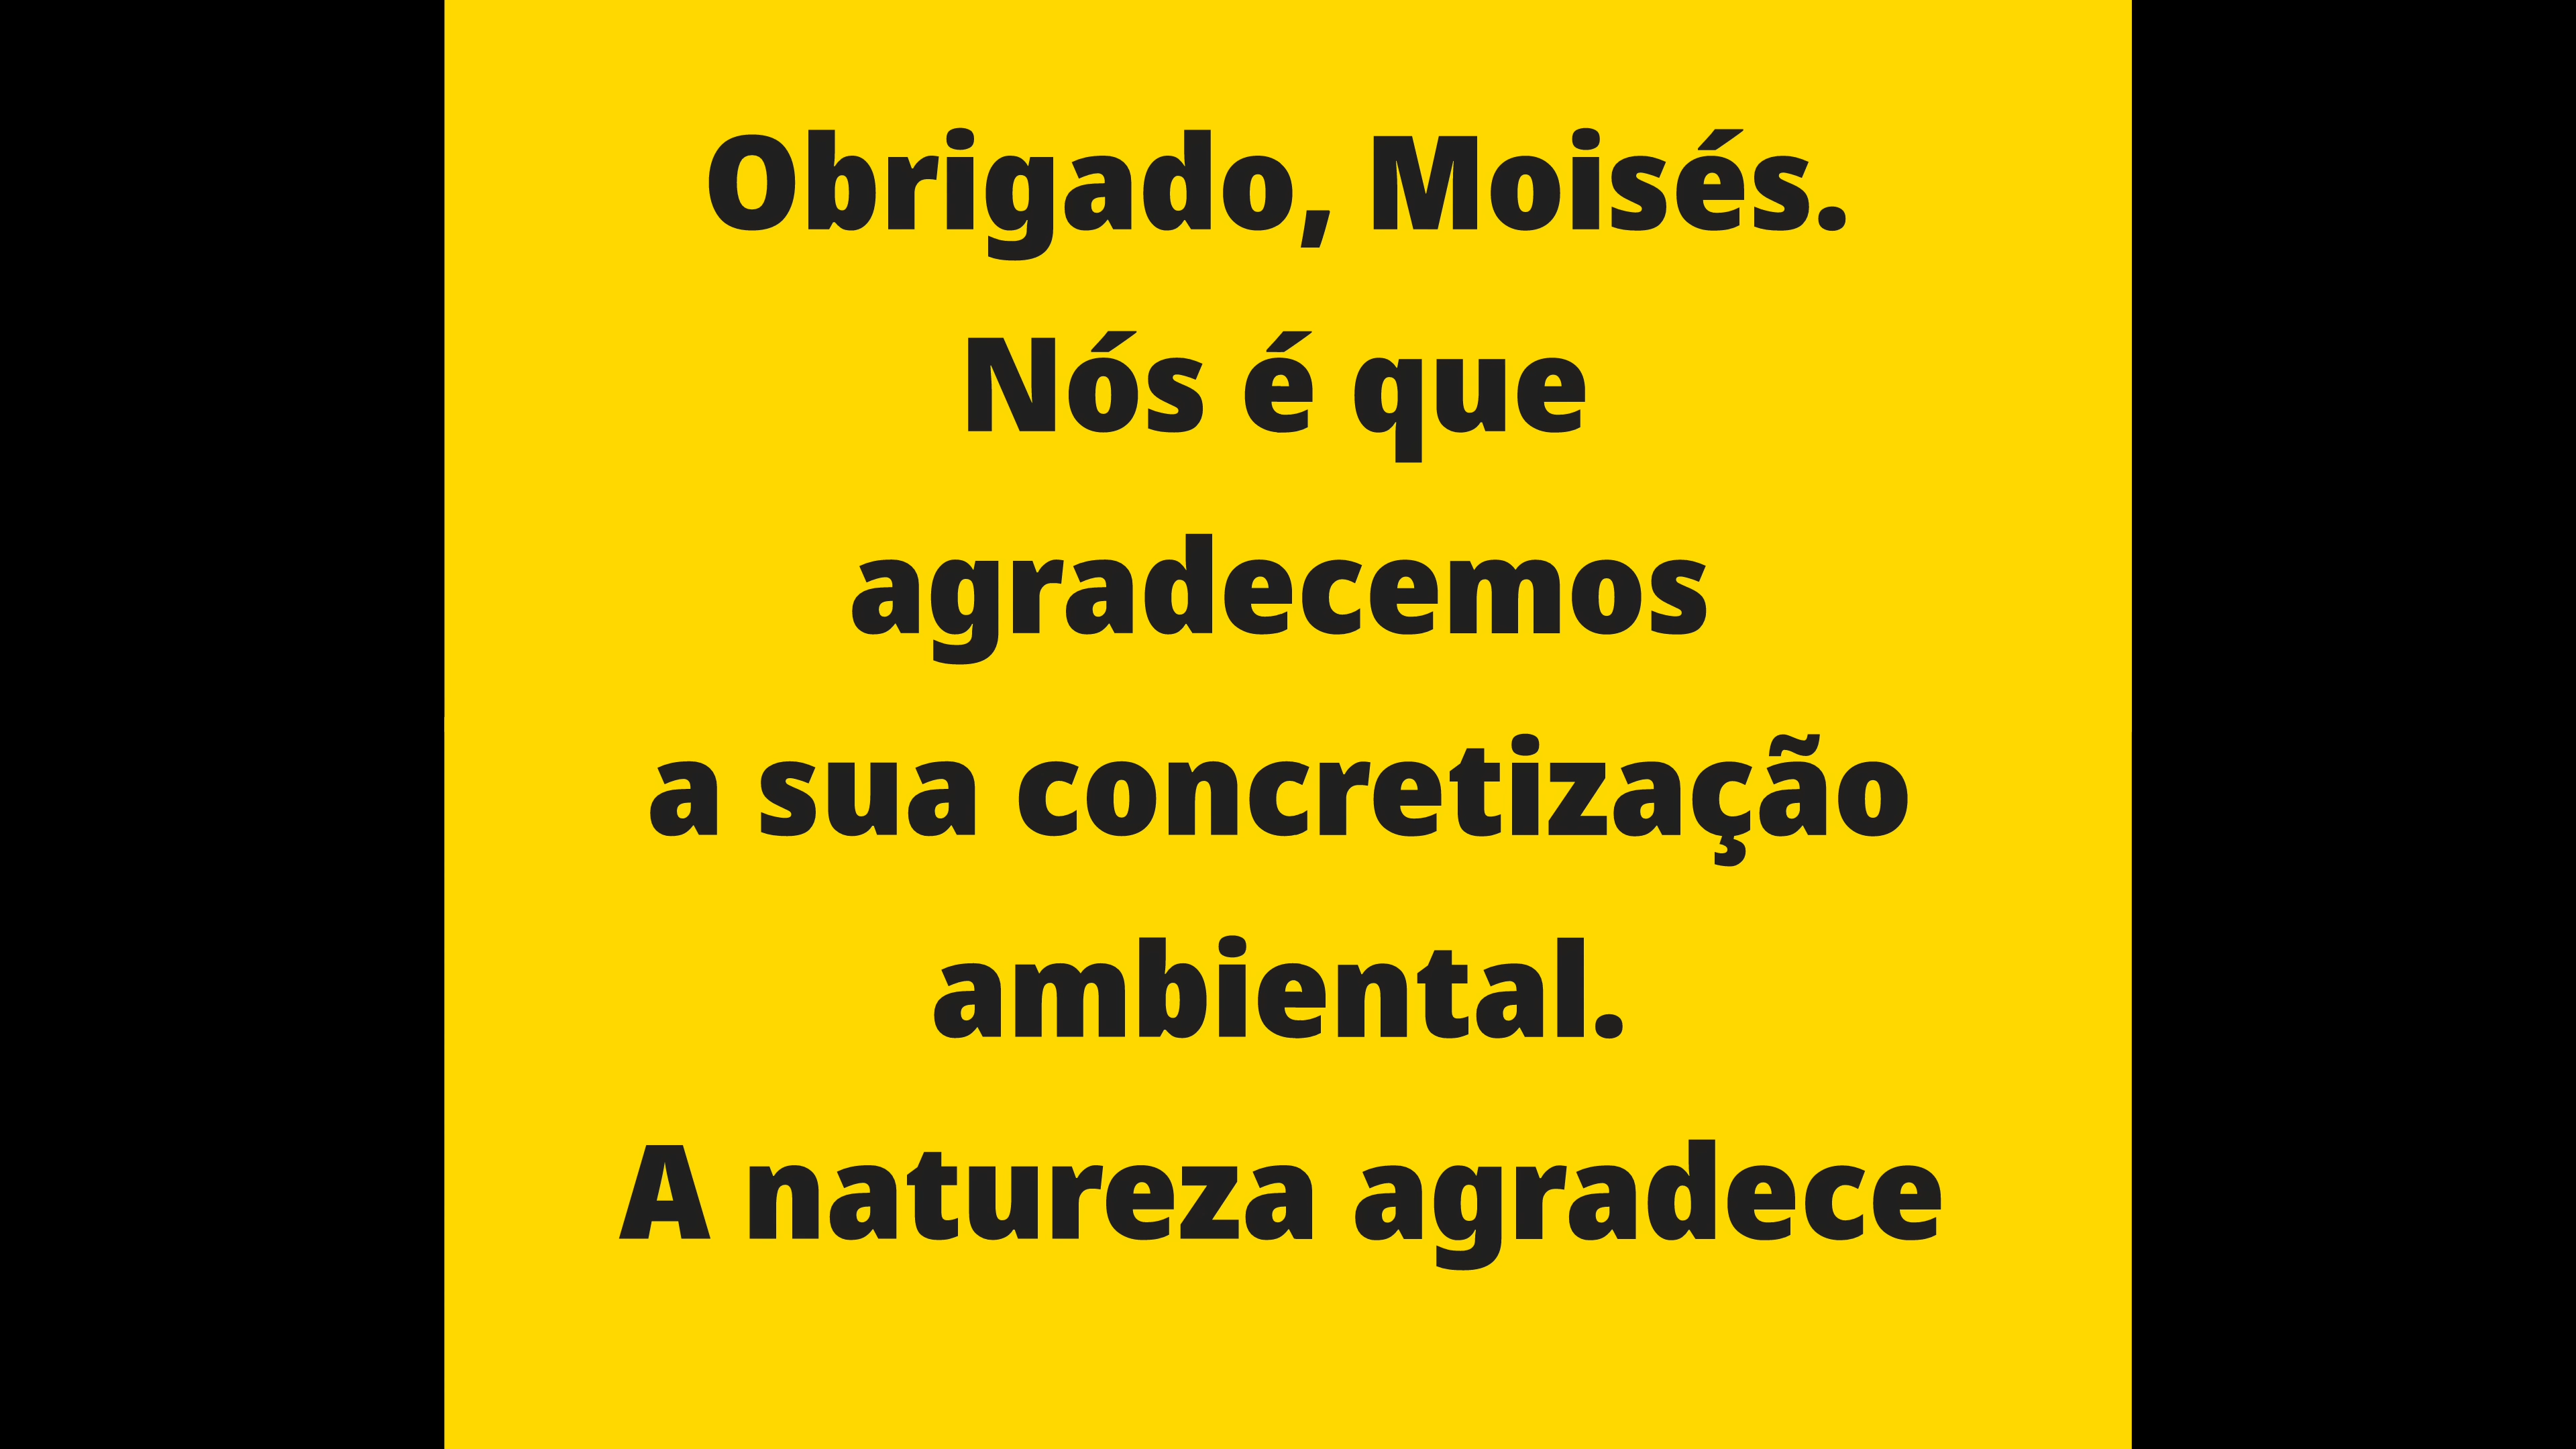 Obrigado, Moisés.
Nós é que
agradecemos
a sua concretização
ambiental.
A natureza agradece